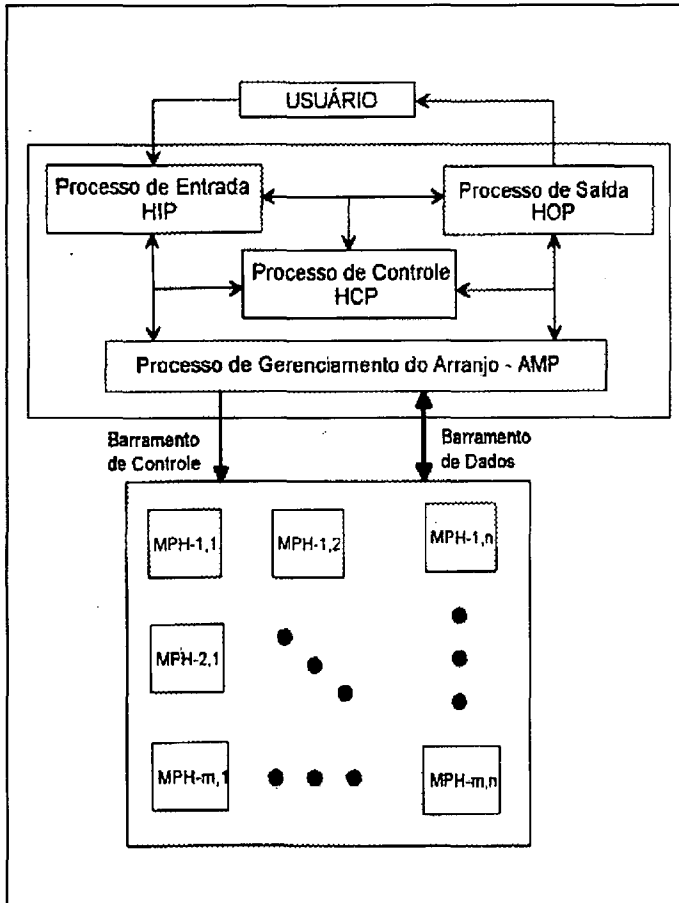 USUÁRIO
Processo de Entrada
HIP
Processo de Saída
HOP
Processo de Controle
HCP
Processo de Gerenciamento do Arranjo - AMP
Barramento
de Controle
Barramento
de Dados
MPH-1,1
MPH-1,2
MPH-1,n
MPH-2,1
MPH-m,1
MPH-m,n